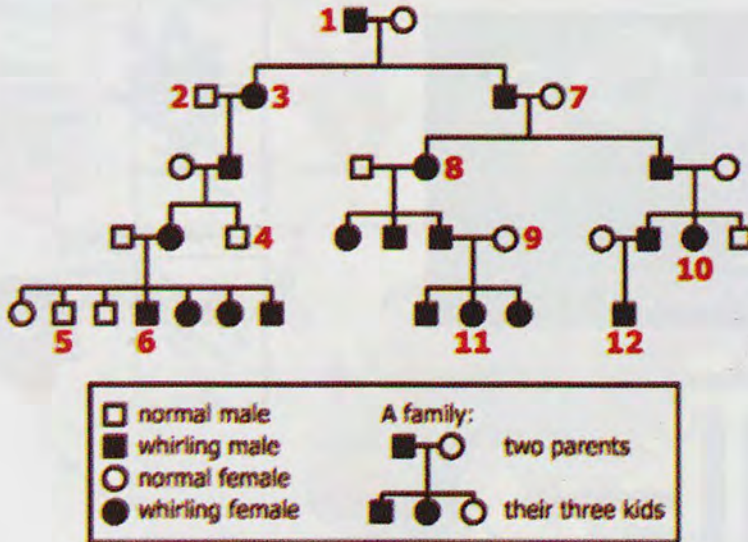 1
2
3
7
8
4
9
10
5
6
11
12
normal male
whirling male
normal female
whirling female
A family:
two parents
their three kids